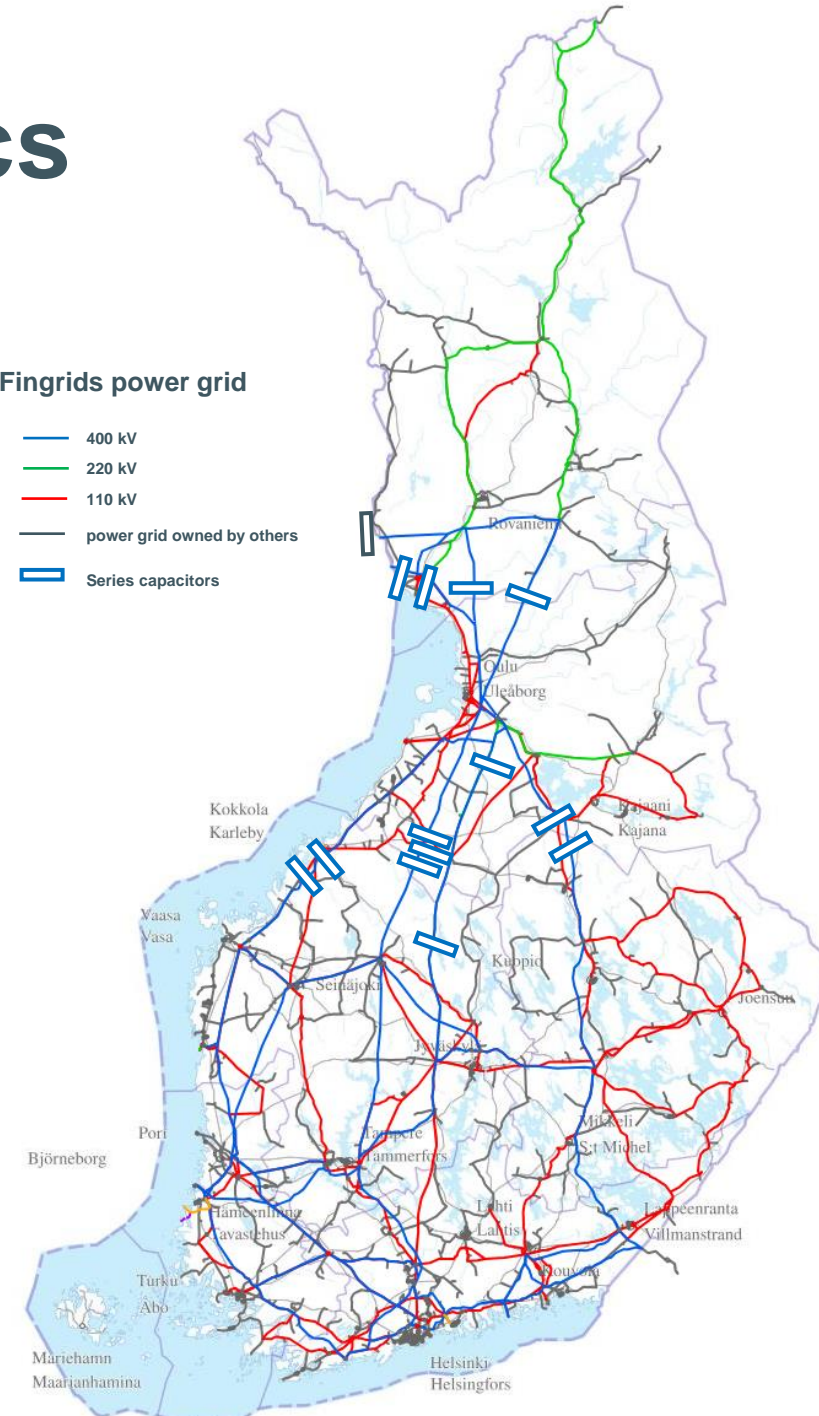 cs
Fingrids power grid
400 kV
220 kV
110 kV
power grid owned by others
Series capacitors
Rovaniemi
Oulu
Uleåborg
Kajaani
Kajana
Kokkola
Karleby
Vaasa
Vasa
Seinäjoki
Kuopio
Joensuu
Jyväskylä
Pori
Björneborg
Tampere
Tammerfors
Mikkeli
S:t Michel
Lahti
Lahtis
Lappeenranta
Villmanstrand
Hämeenlinna
Tavastehus
Kouvola
Turku
Åbo
Mariehamn
Maarianhamina
Helsinki
Helsingfors